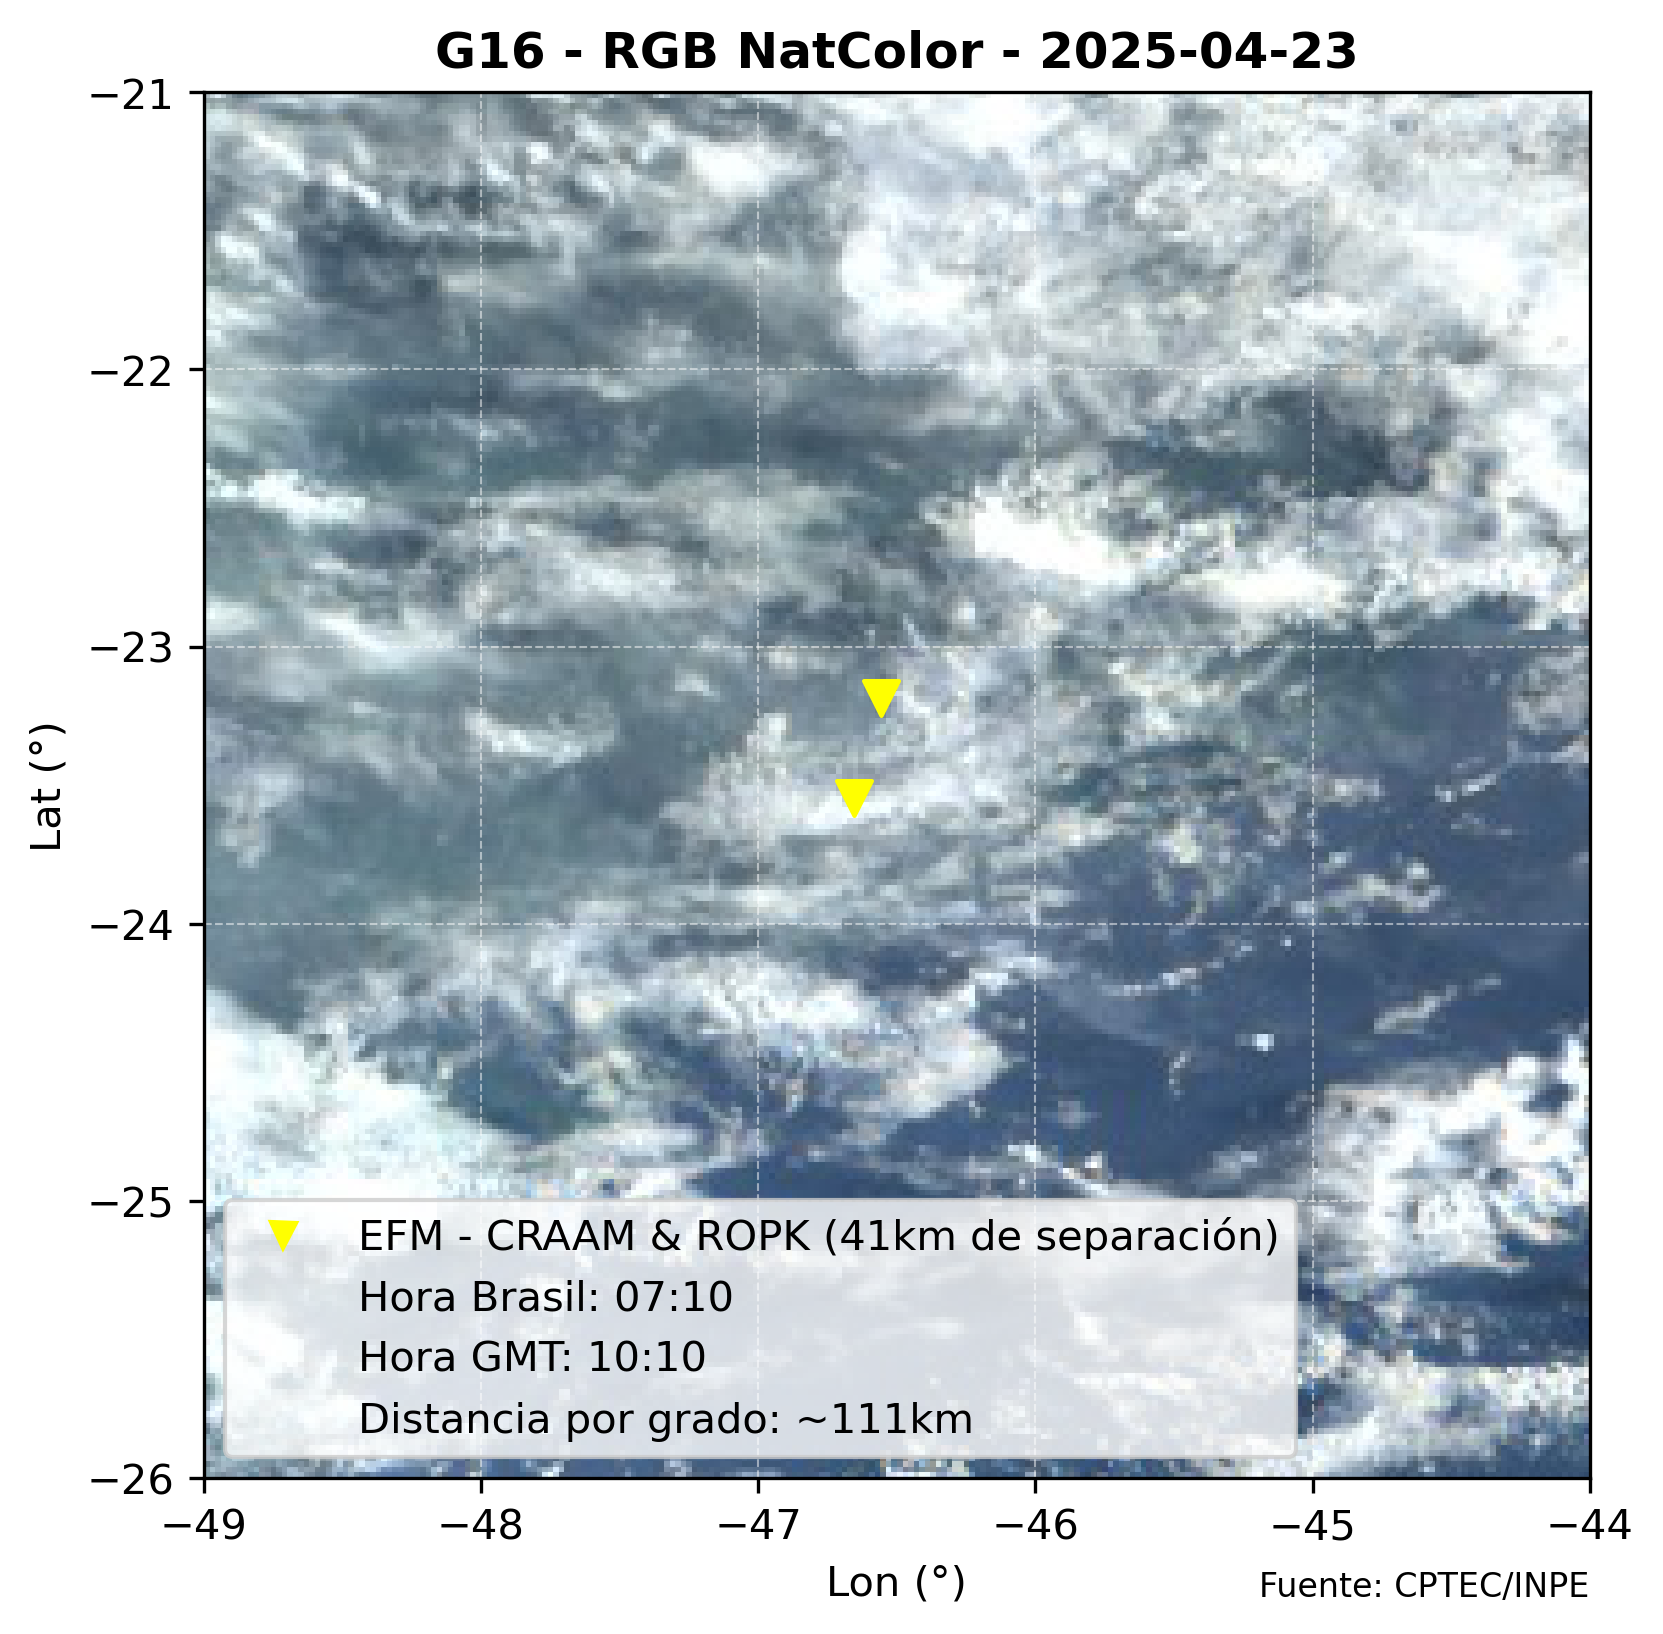 G16 - RGB NatColor - 2025-04-23
−21
−22
−23
−24
−25
−26
Lat (°)
EFM - CRAAM & ROPK (41km de separación)
Hora Brasil: 07:10
Hora GMT: 10:10
Distancia por grado: ~111km
−49 −48 −47 −46 −45 −44
Lon (°)
Fuente: CPTEC/INPE